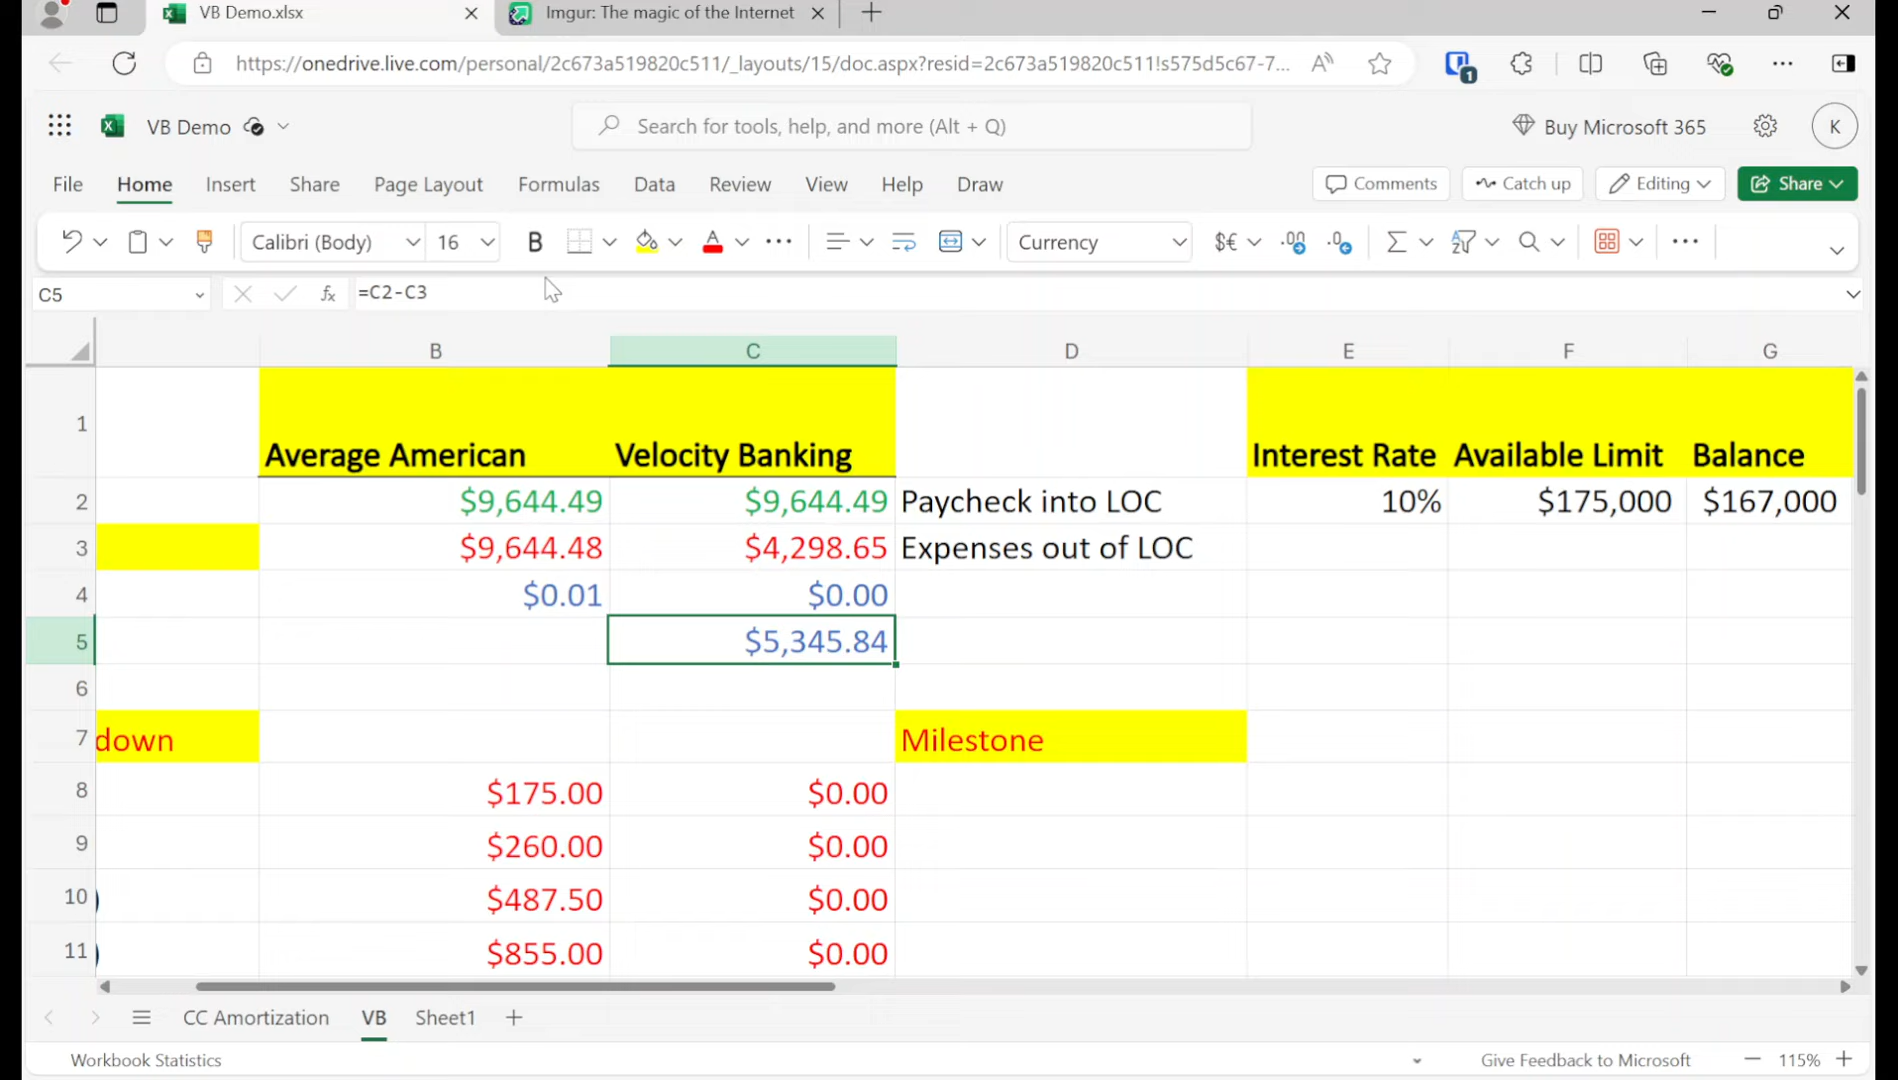 VB Demo.xlsx
Imgur: The magic of the Internet
https://onedrive.live.com/personal/2c673a519820c511/_layouts/15/doc.aspx?resid=2c673a519820c511!s575d5c67-7...
1
VB Demo
Search for tools, help, and more (Alt + Q)
Buy Microsoft 365
K
File Home Insert Share Page Layout Formulas Data Review View Help Draw
Comments Catch up Editing Share
Calibri (Body) 16 B A Currency $€
C5 fx =C2-C3
B C D E F G
1 Average American Velocity Banking Interest Rate Available Limit Balance
2 $9,644.49 $9,644.49 Paycheck into LOC 10% $175,000 $167,000
3 $9,644.48 $4,298.65 Expenses out of LOC
4 $0.01 $0.00
5 $5,345.84
6
7 down Milestone
8 $175.00 $0.00
9 $260.00 $0.00
10 ) $487.50 $0.00
11 ) $855.00 $0.00
CC Amortization VB Sheet1
Workbook Statistics Give Feedback to Microsoft 115%